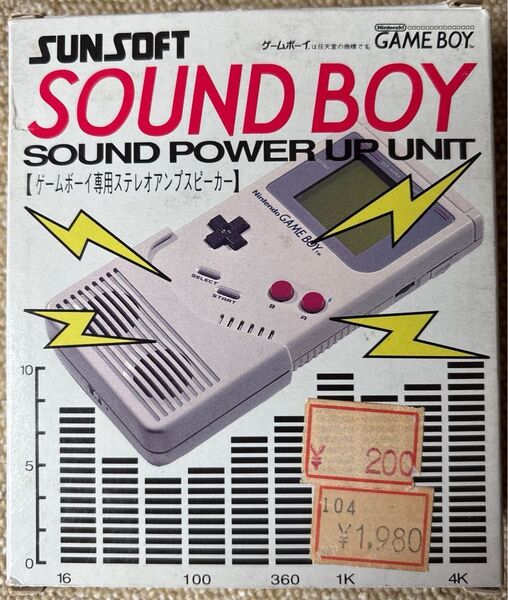 SUNSOFT
ゲームボーイは任天堂の商標です。
Nintendo
GAME BOY™
SOUND BOY
SOUND POWER UP UNIT
【ゲームボーイ専用ステレオアンプスピーカー】
Nintendo GAME BOY™
SELECT
START
B
A
10
5
0
¥ 200
104
¥1,980
16
100
360
1K
4K